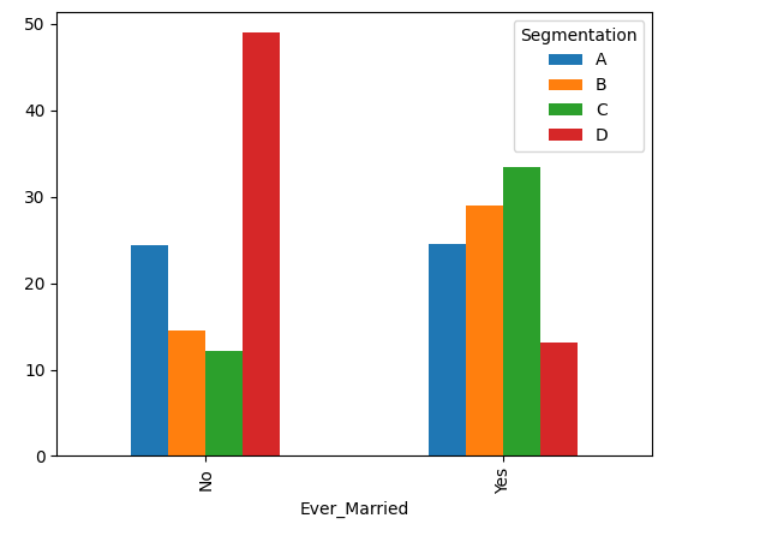 50
40
30
20
10
0
Segmentation
A
B
C
D
No
Yes
Ever_Married